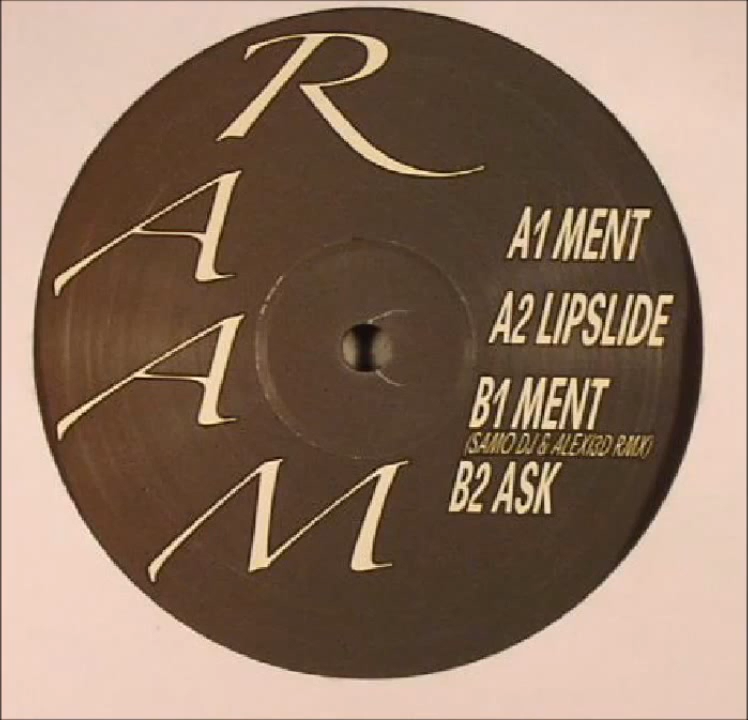 R
A
A
M
A1 MENT
A2 LIPSLIDE
B1 MENT
(SAMO DJ & ALEXI3D RMX)
B2 ASK